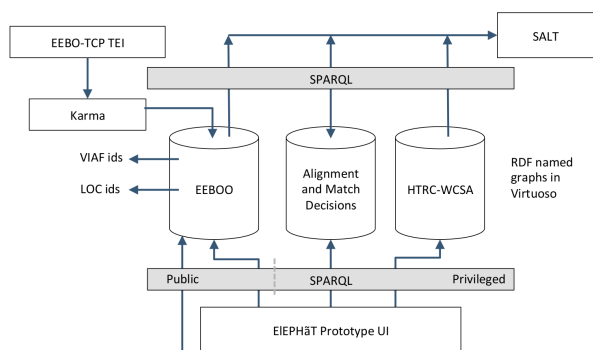 EEBO-TCP TEI
SALT
SPARQL
Karma
VIAF ids
LOC ids
EEBOO
Alignment
and Match
Decisions
HTRC-WCSA
RDF named
graphs in
Virtuoso
Public
SPARQL
Privileged
ElEPHãT Prototype UI